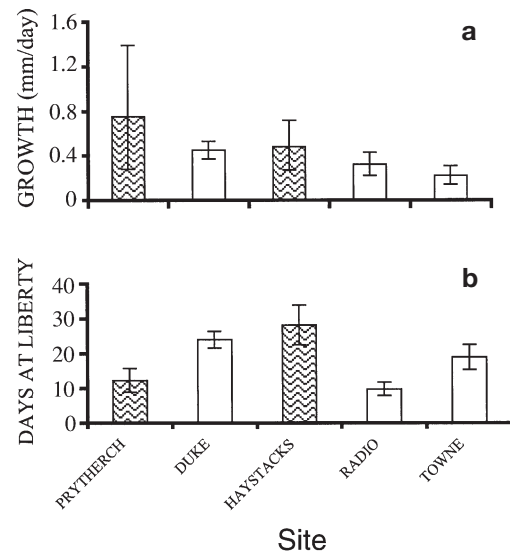 a
GROWTH (mm/day)
1.6
1.2
0.8
0.4
0
b
DAYS AT LIBERTY
40
30
20
10
0
PRYTHERCH
DUKE
HAYSTACKS
RADIO
TOWNE
Site